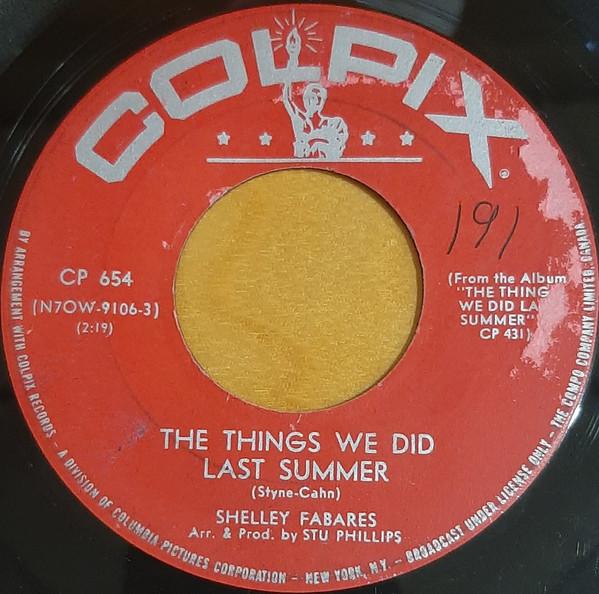 COLPIX
191
CP 654
(N7OW-9106-3)
(2:19)
(From the Album
"THE THING
WE DID LA
SUMMER"
CP 431)
THE THINGS WE DID
LAST SUMMER
(Styne-Cahn)
SHELLEY FABARES
Arr. & Prod. by STU PHILLIPS
BY ARRANGEMENT WITH COLPIX RECORDS - A DIVISION OF COLUMBIA PICTURES CORPORATION - NEW YORK, N.Y. - BROADCAST UNDER LICENSE ONLY - THE COMPO COMPANY LIMITED, CANADA